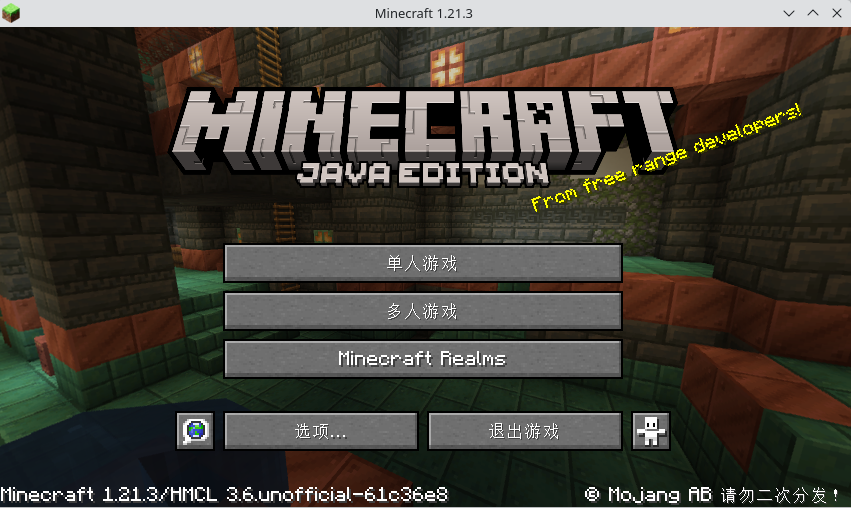 Minecraft 1.21.3
MINECRAFT
JAVA EDITION
From free range developers!
单人游戏
多人游戏
Minecraft Realms
选项...
退出游戏
Minecraft 1.21.3/HMCL 3.6.unofficial-61c36e8
© Mojang AB 请勿二次分发！